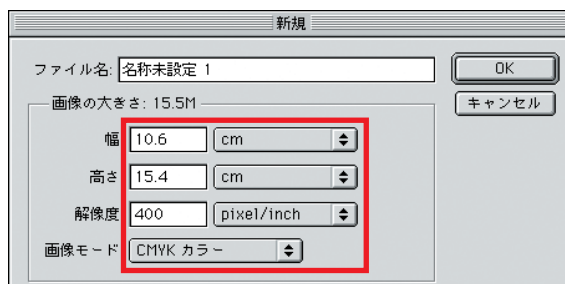 新規
ファイル名: 名称未設定 1
OK
画像の大きさ: 15.5M
キャンセル
幅 10.6 cm
高さ 15.4 cm
解像度 400 pixel/inch
画像モード CMYK カラー